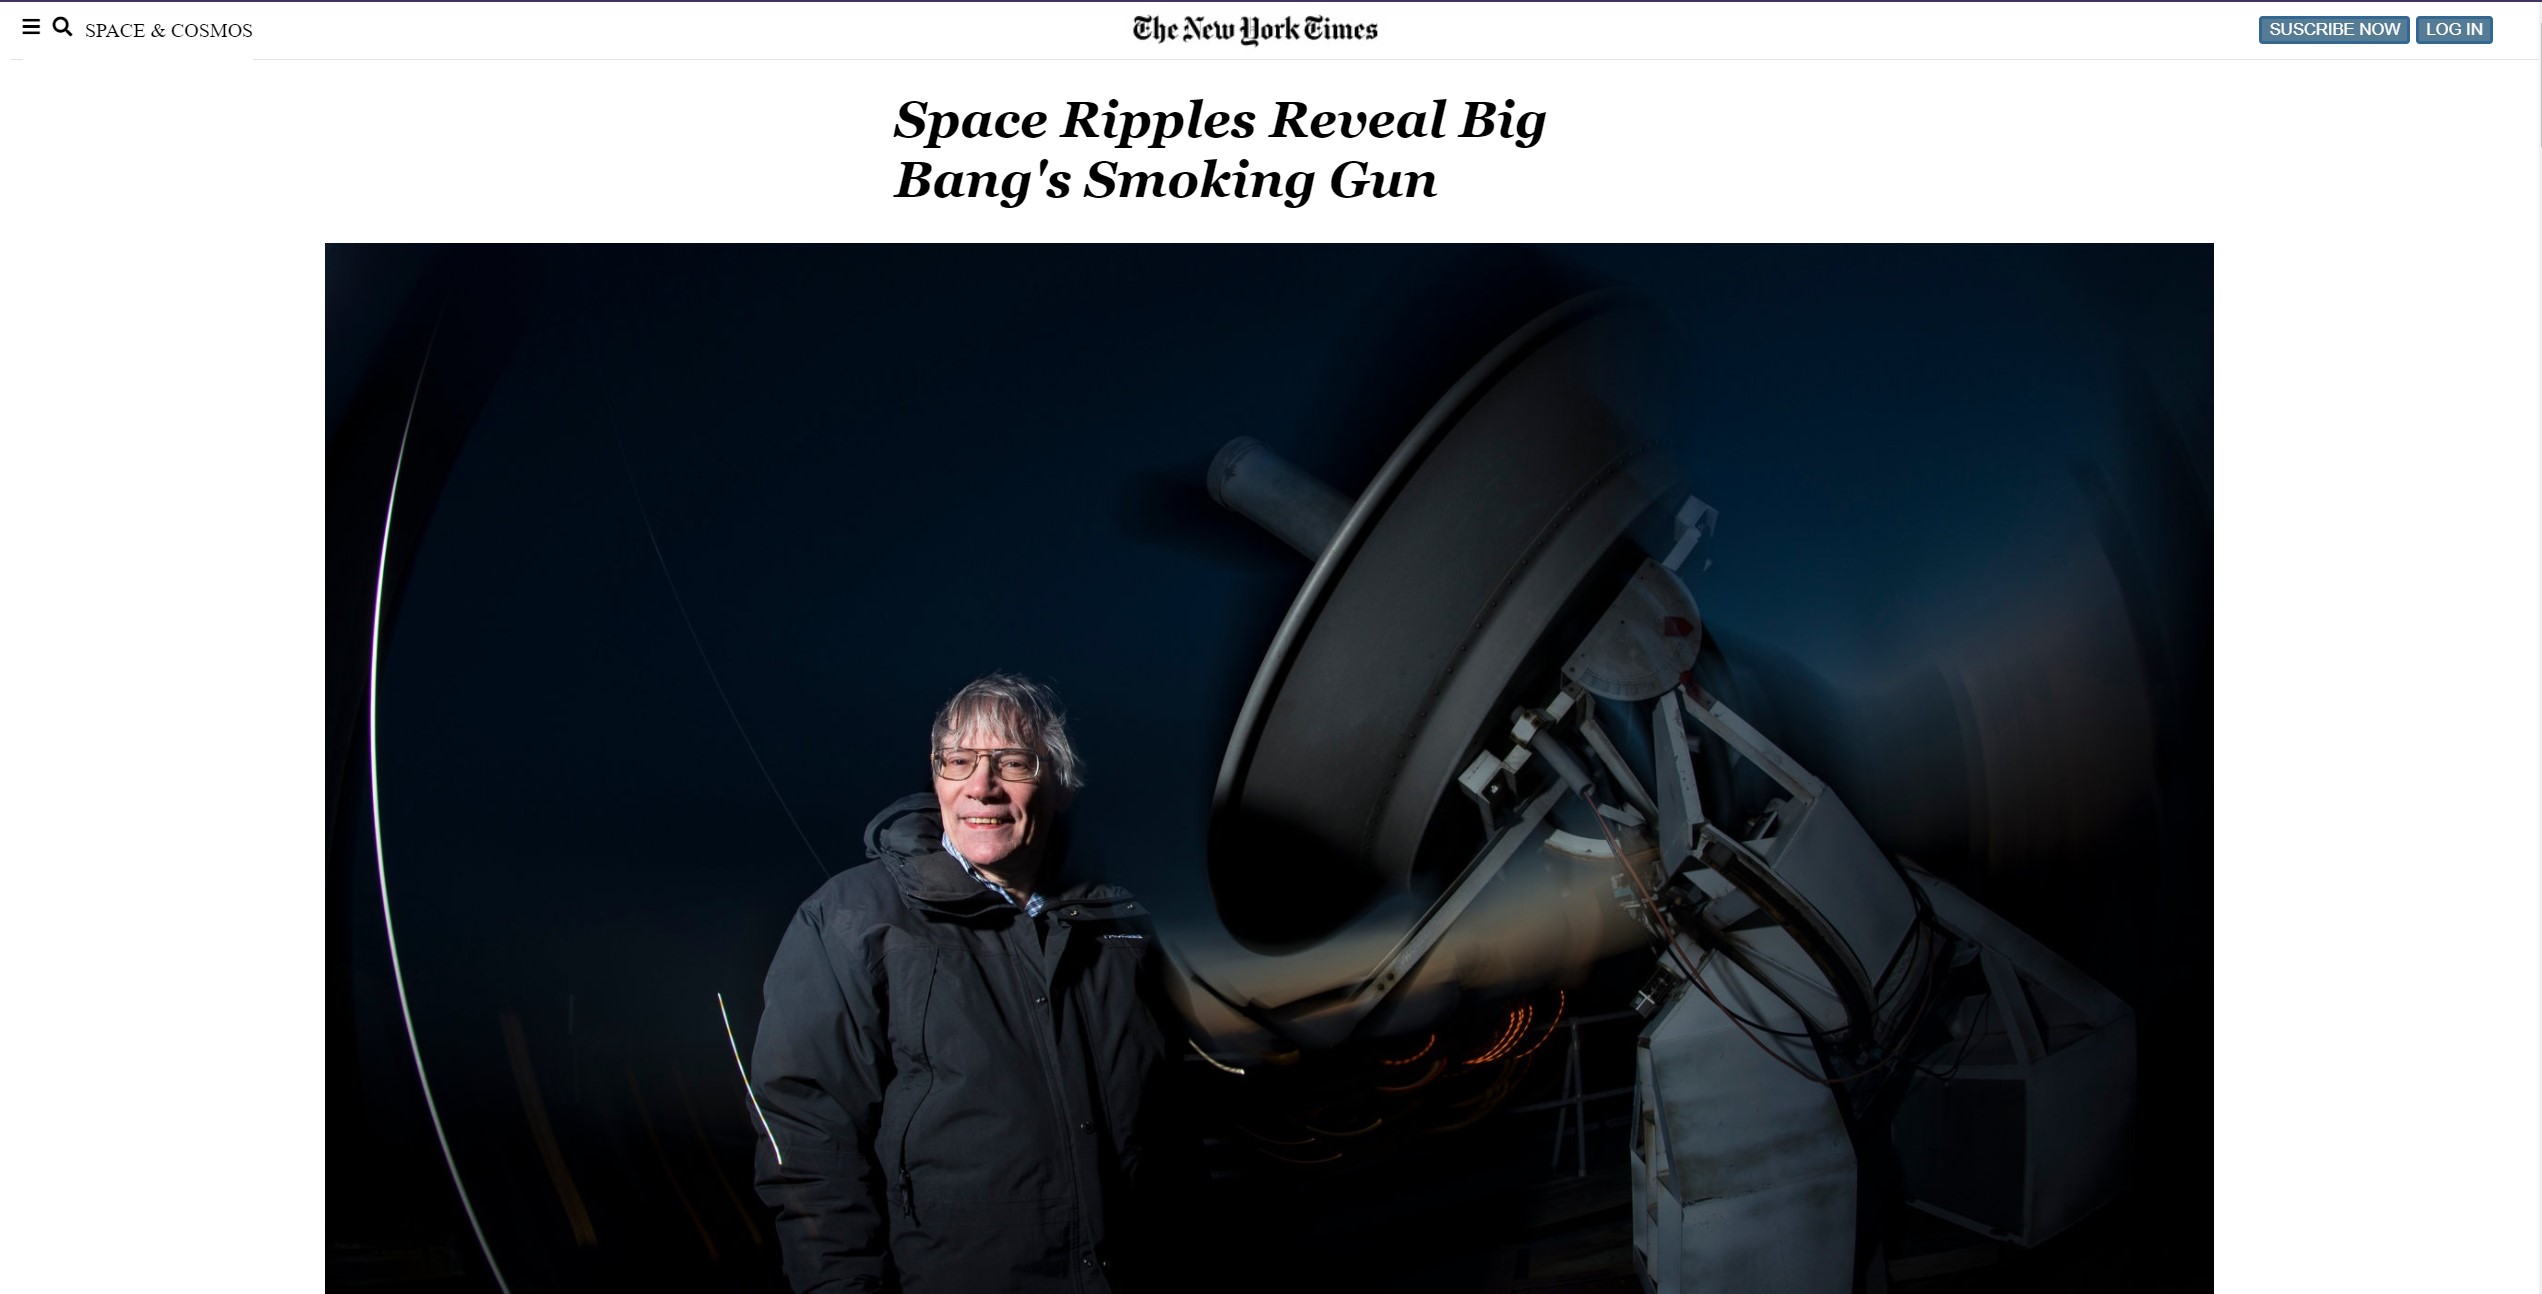 SPACE & COSMOS
The New York Times
SUSCRIBE NOW
LOG IN
Space Ripples Reveal Big
Bang's Smoking Gun